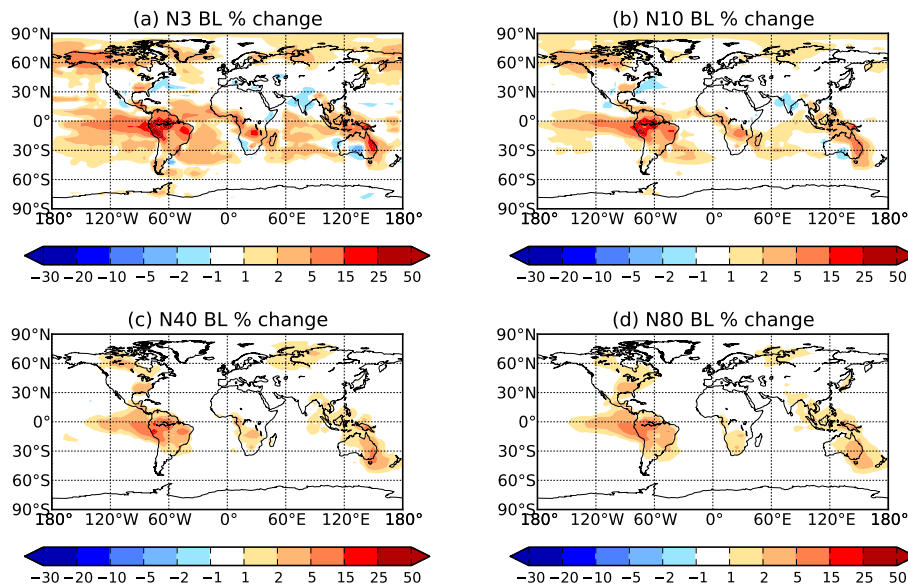 (a) N3 BL % change
(b) N10 BL % change
90°N
60°N
30°N
0°
30°S
60°S
90°S
180° 120°W 60°W 0° 60°E 120°E 180°
90°N
60°N
30°N
0°
30°S
60°S
90°S
180° 120°W 60°W 0° 60°E 120°E 180°
−30 −20 −10 −5 −2 −1 1 2 5 15 25 50
−30 −20 −10 −5 −2 −1 1 2 5 15 25 50
(c) N40 BL % change
(d) N80 BL % change
90°N
60°N
30°N
0°
30°S
60°S
90°S
180° 120°W 60°W 0° 60°E 120°E 180°
90°N
60°N
30°N
0°
30°S
60°S
90°S
180° 120°W 60°W 0° 60°E 120°E 180°
−30 −20 −10 −5 −2 −1 1 2 5 15 25 50
−30 −20 −10 −5 −2 −1 1 2 5 15 25 50